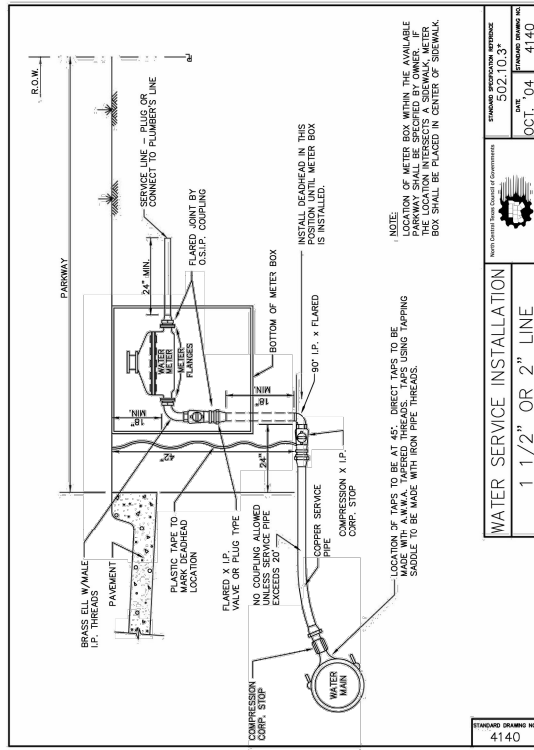 R.O.W.
PARKWAY
SERVICE LINE – PLUG OR
CONNECT TO PLUMBER'S LINE
24" MIN.
FLARED JOINT BY
O.S.I.P. COUPLING
WATER
METER
METER
FLANGES
18"
MIN.
18"
MIN.
42"
24"
BOTTOM OF METER BOX
INSTALL DEADHEAD IN THIS
POSITION UNTIL METER BOX
IS INSTALLED.
90° I.P. x FLARED
BRASS ELL W/MALE
I.P. THREADS
PAVEMENT
PLASTIC TAPE TO
MARK DEADHEAD
LOCATION
FLARED X I.P.
VALVE OR PLUG TYPE
NO COUPLING ALLOWED
UNLESS SERVICE PIPE
EXCEEDS 20'
COPPER SERVICE
PIPE
COMPRESSION X I.P.
CORP. STOP
COMPRESSION
CORP. STOP
WATER
MAIN
LOCATION OF TAPS TO BE AT 45°. DIRECT TAPS TO BE
MADE WITH A.W.W.A. TAPERED THREADS. TAPS USING TAPPING
SADDLE TO BE MADE WITH IRON PIPE THREADS.
NOTE:
LOCATION OF METER BOX WITHIN THE AVAILABLE
PARKWAY SHALL BE SPECIFIED BY OWNER. IF
THE LOCATION INTERSECTS A SIDEWALK, METER
BOX SHALL BE PLACED IN CENTER OF SIDEWALK.
WATER SERVICE INSTALLATION
1 1/2" OR 2" LINE
North Central Texas Council of Governments
STANDARD SPECIFICATION REFERENCE
502.10.3*
DATE
OCT. '04
STANDARD DRAWING NO.
4140
STANDARD DRAWING NO
4140